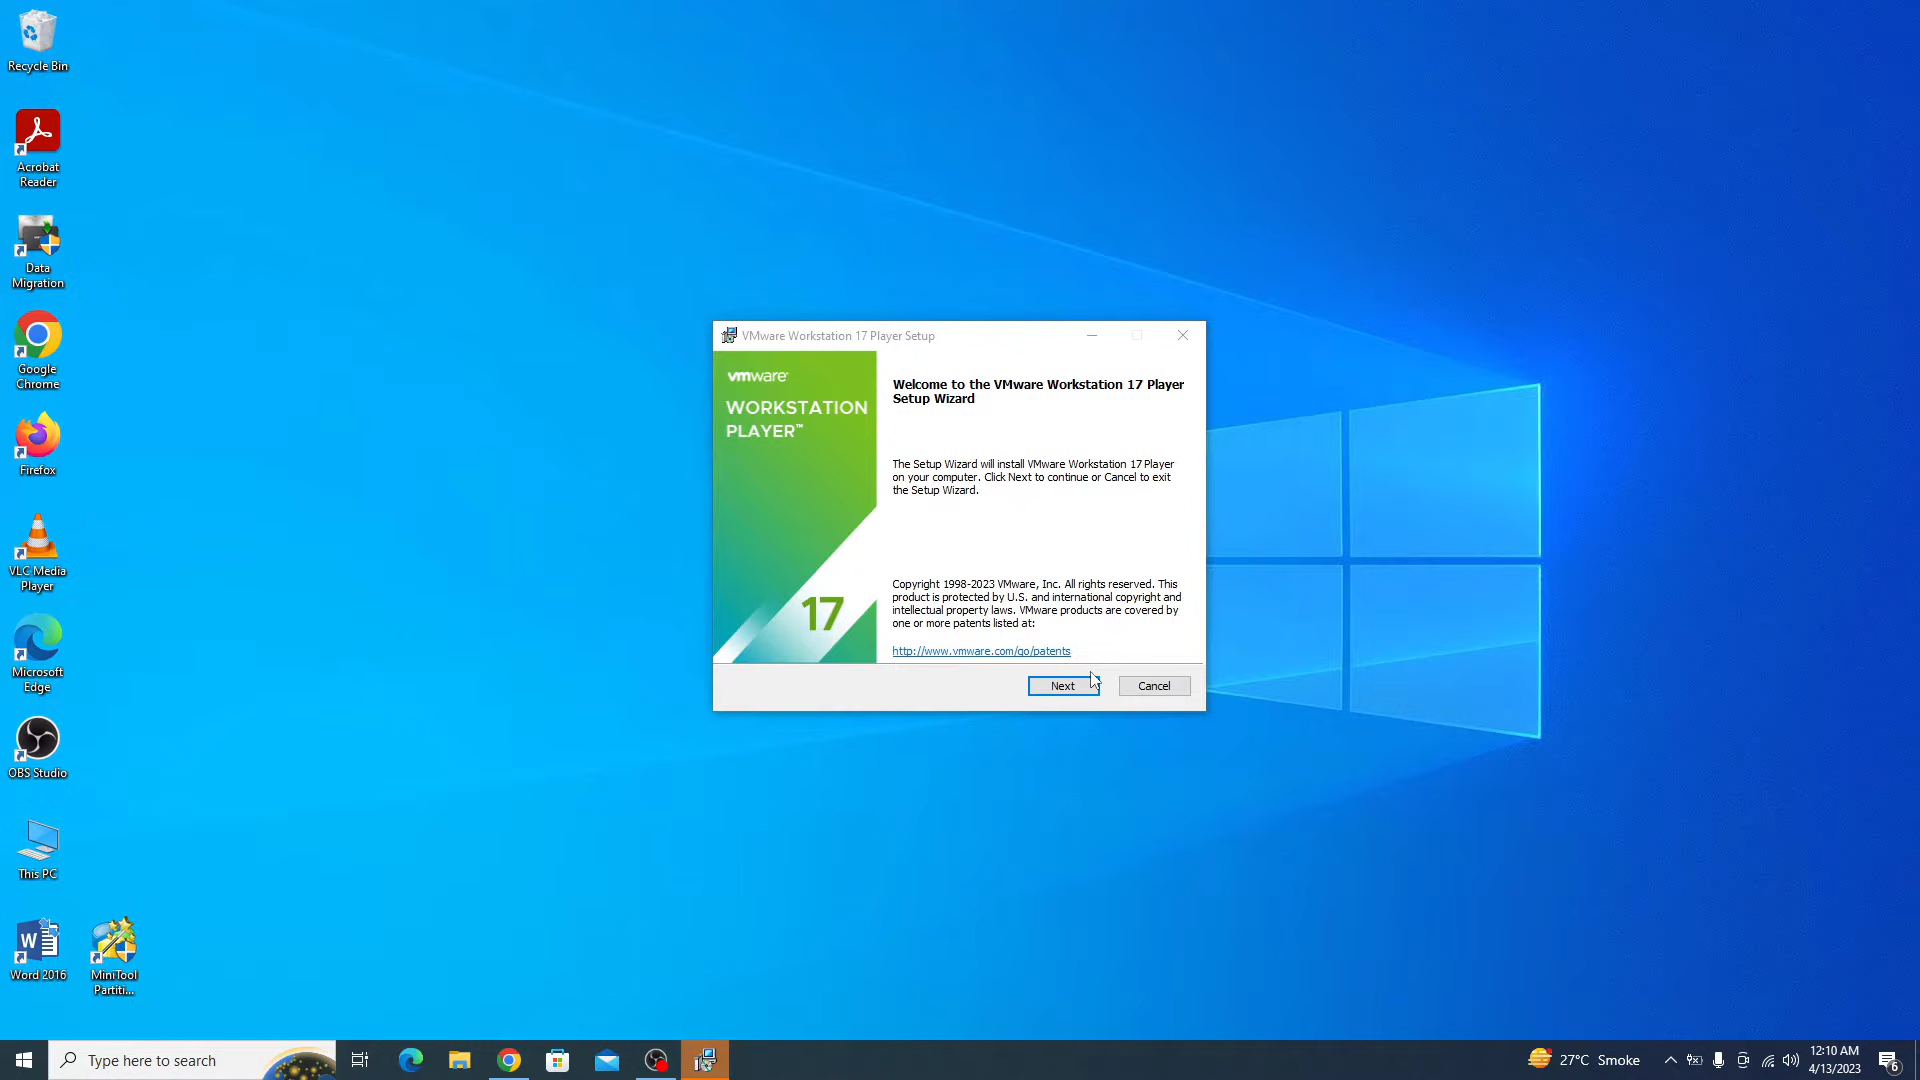 Recycle Bin
Acrobat
Reader
Data
Migration
Google
Chrome
Firefox
VLC Media
Player
Microsoft
Edge
OBS Studio
This PC
Word 2016
MiniTool
Partiti...
VMware Workstation 17 Player Setup
vmware
WORKSTATION
PLAYER™
17
Welcome to the VMware Workstation 17 Player
Setup Wizard
The Setup Wizard will install VMware Workstation 17 Player
on your computer. Click Next to continue or Cancel to exit
the Setup Wizard.
Copyright 1998-2023 VMware, Inc. All rights reserved. This
product is protected by U.S. and international copyright and
intellectual property laws. VMware products are covered by
one or more patents listed at:
http://www.vmware.com/go/patents
Next
Cancel
Type here to search
27°C Smoke
12:10 AM
4/13/2023
6